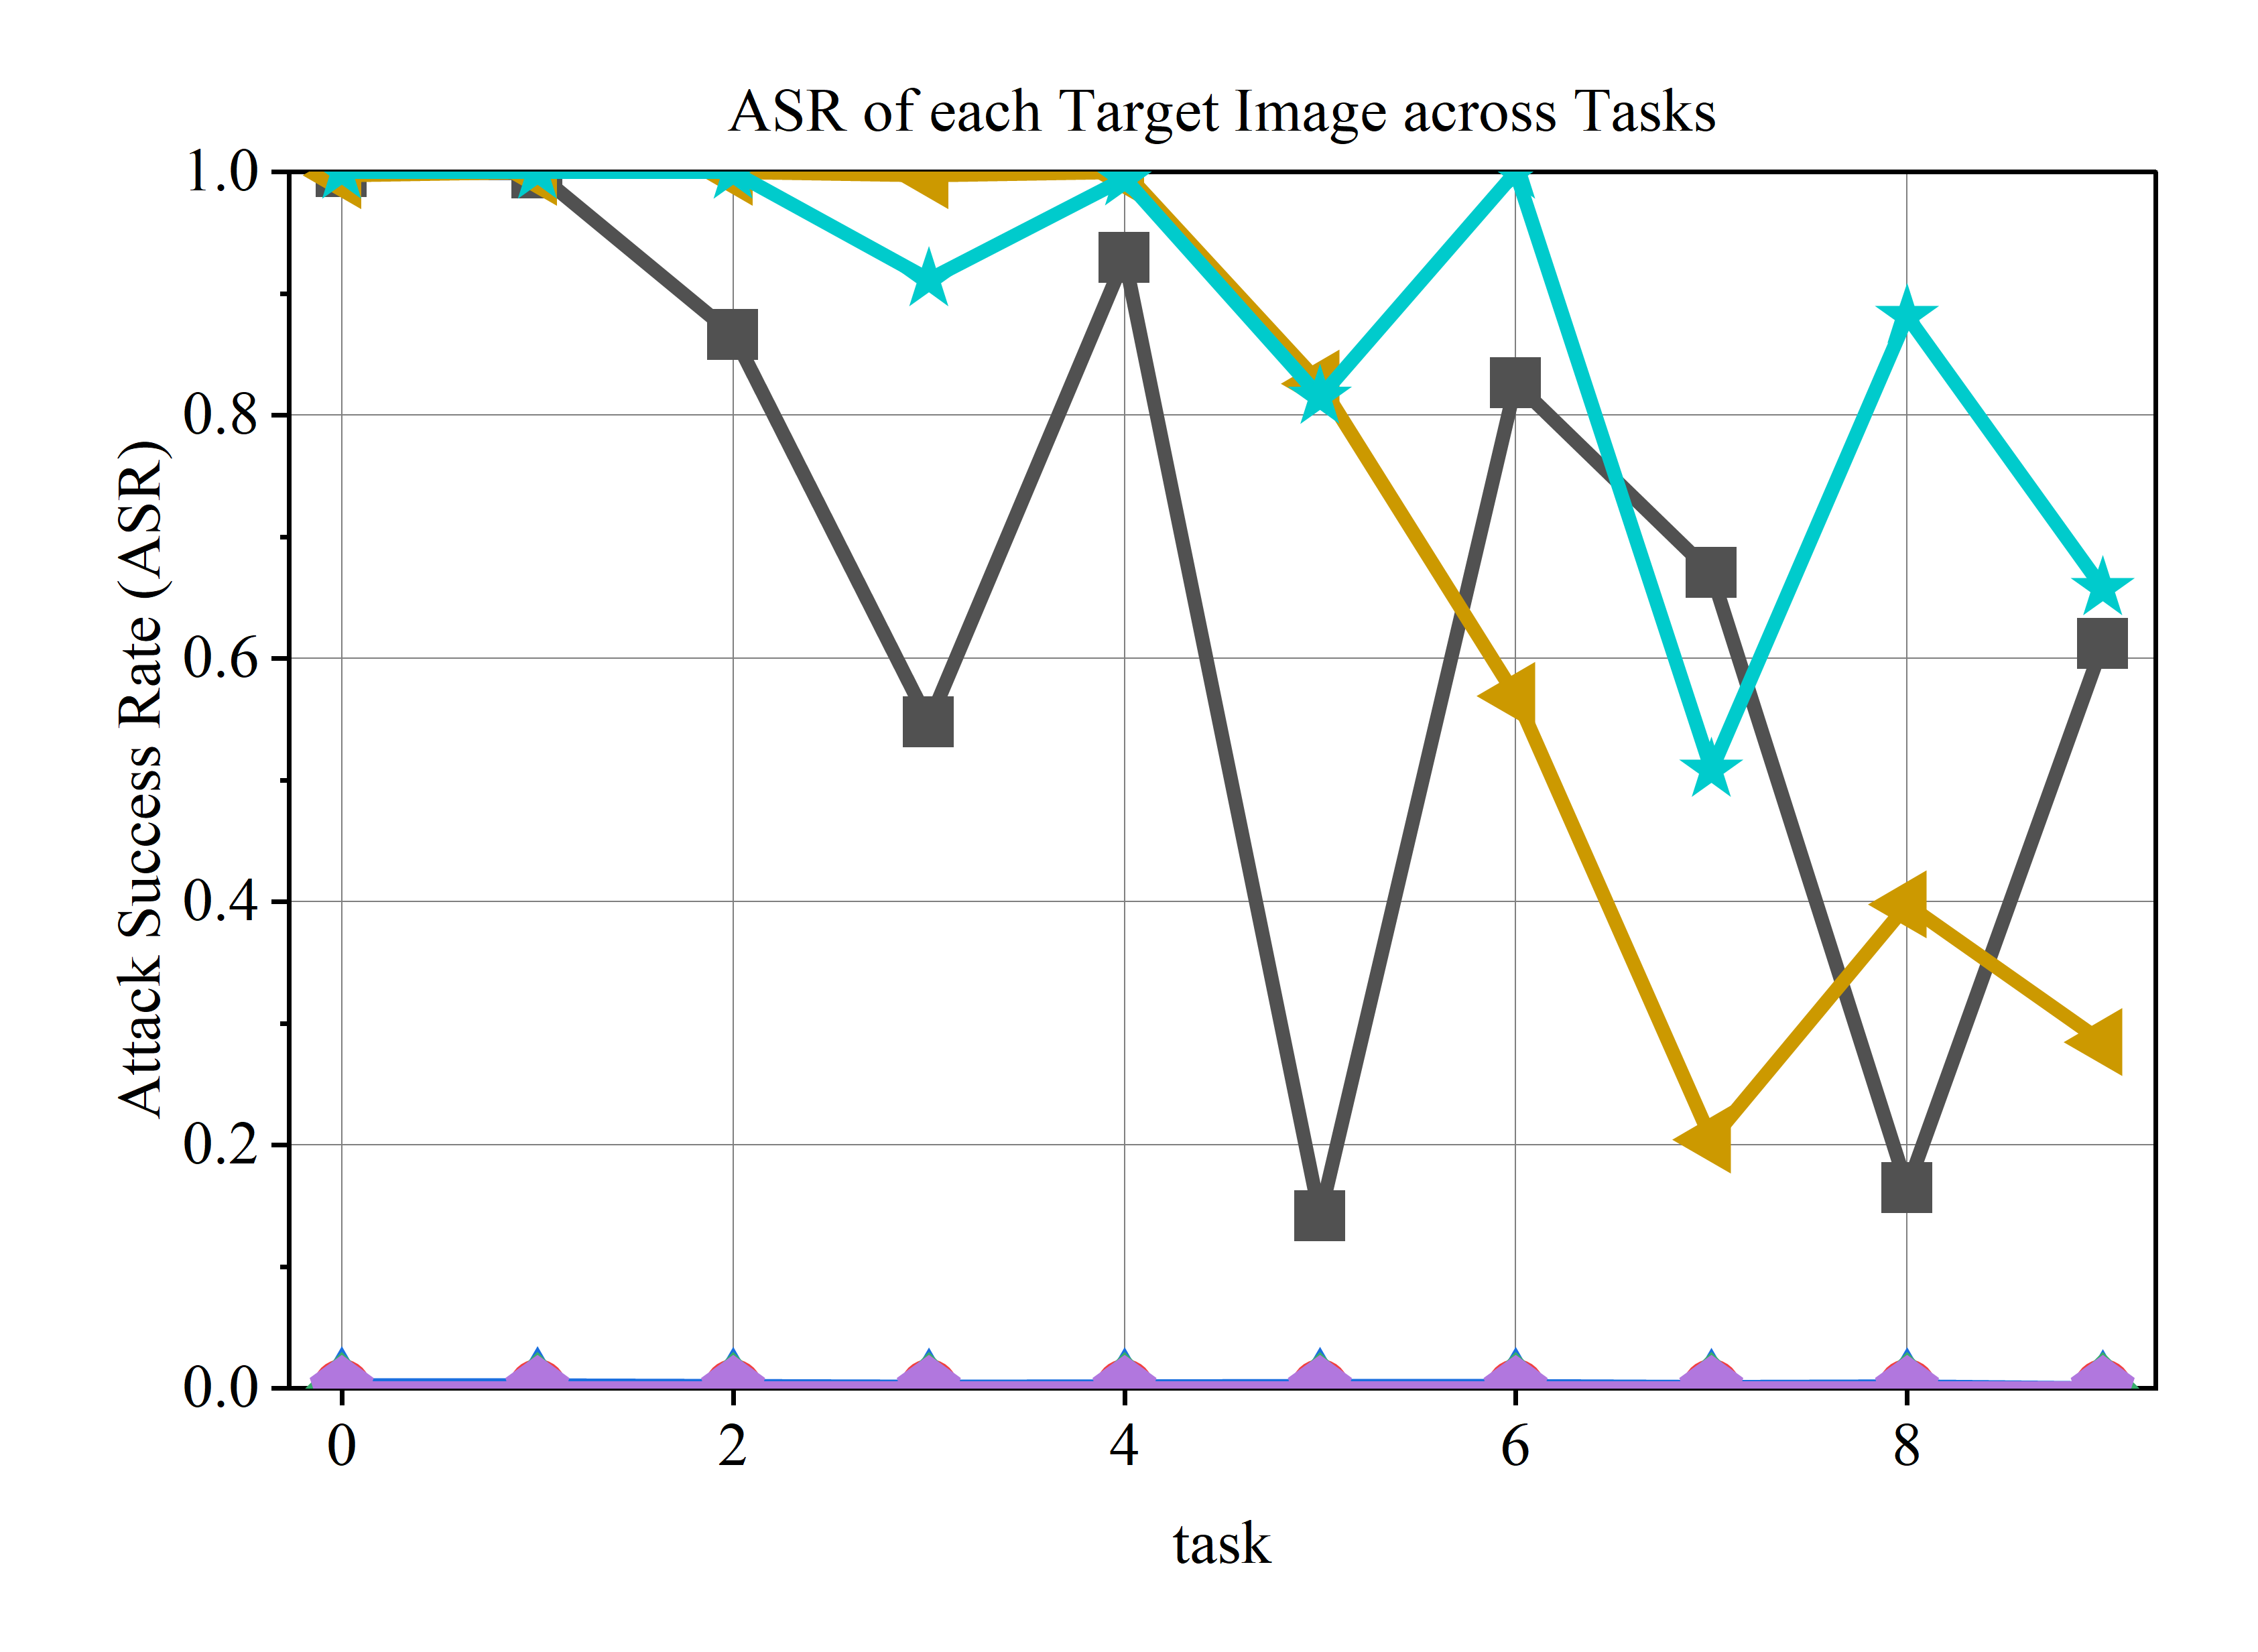 ASR of each Target Image across Tasks
Attack Success Rate (ASR)
1.0
0.8
0.6
0.4
0.2
0.0
0 2 4 6 8
task